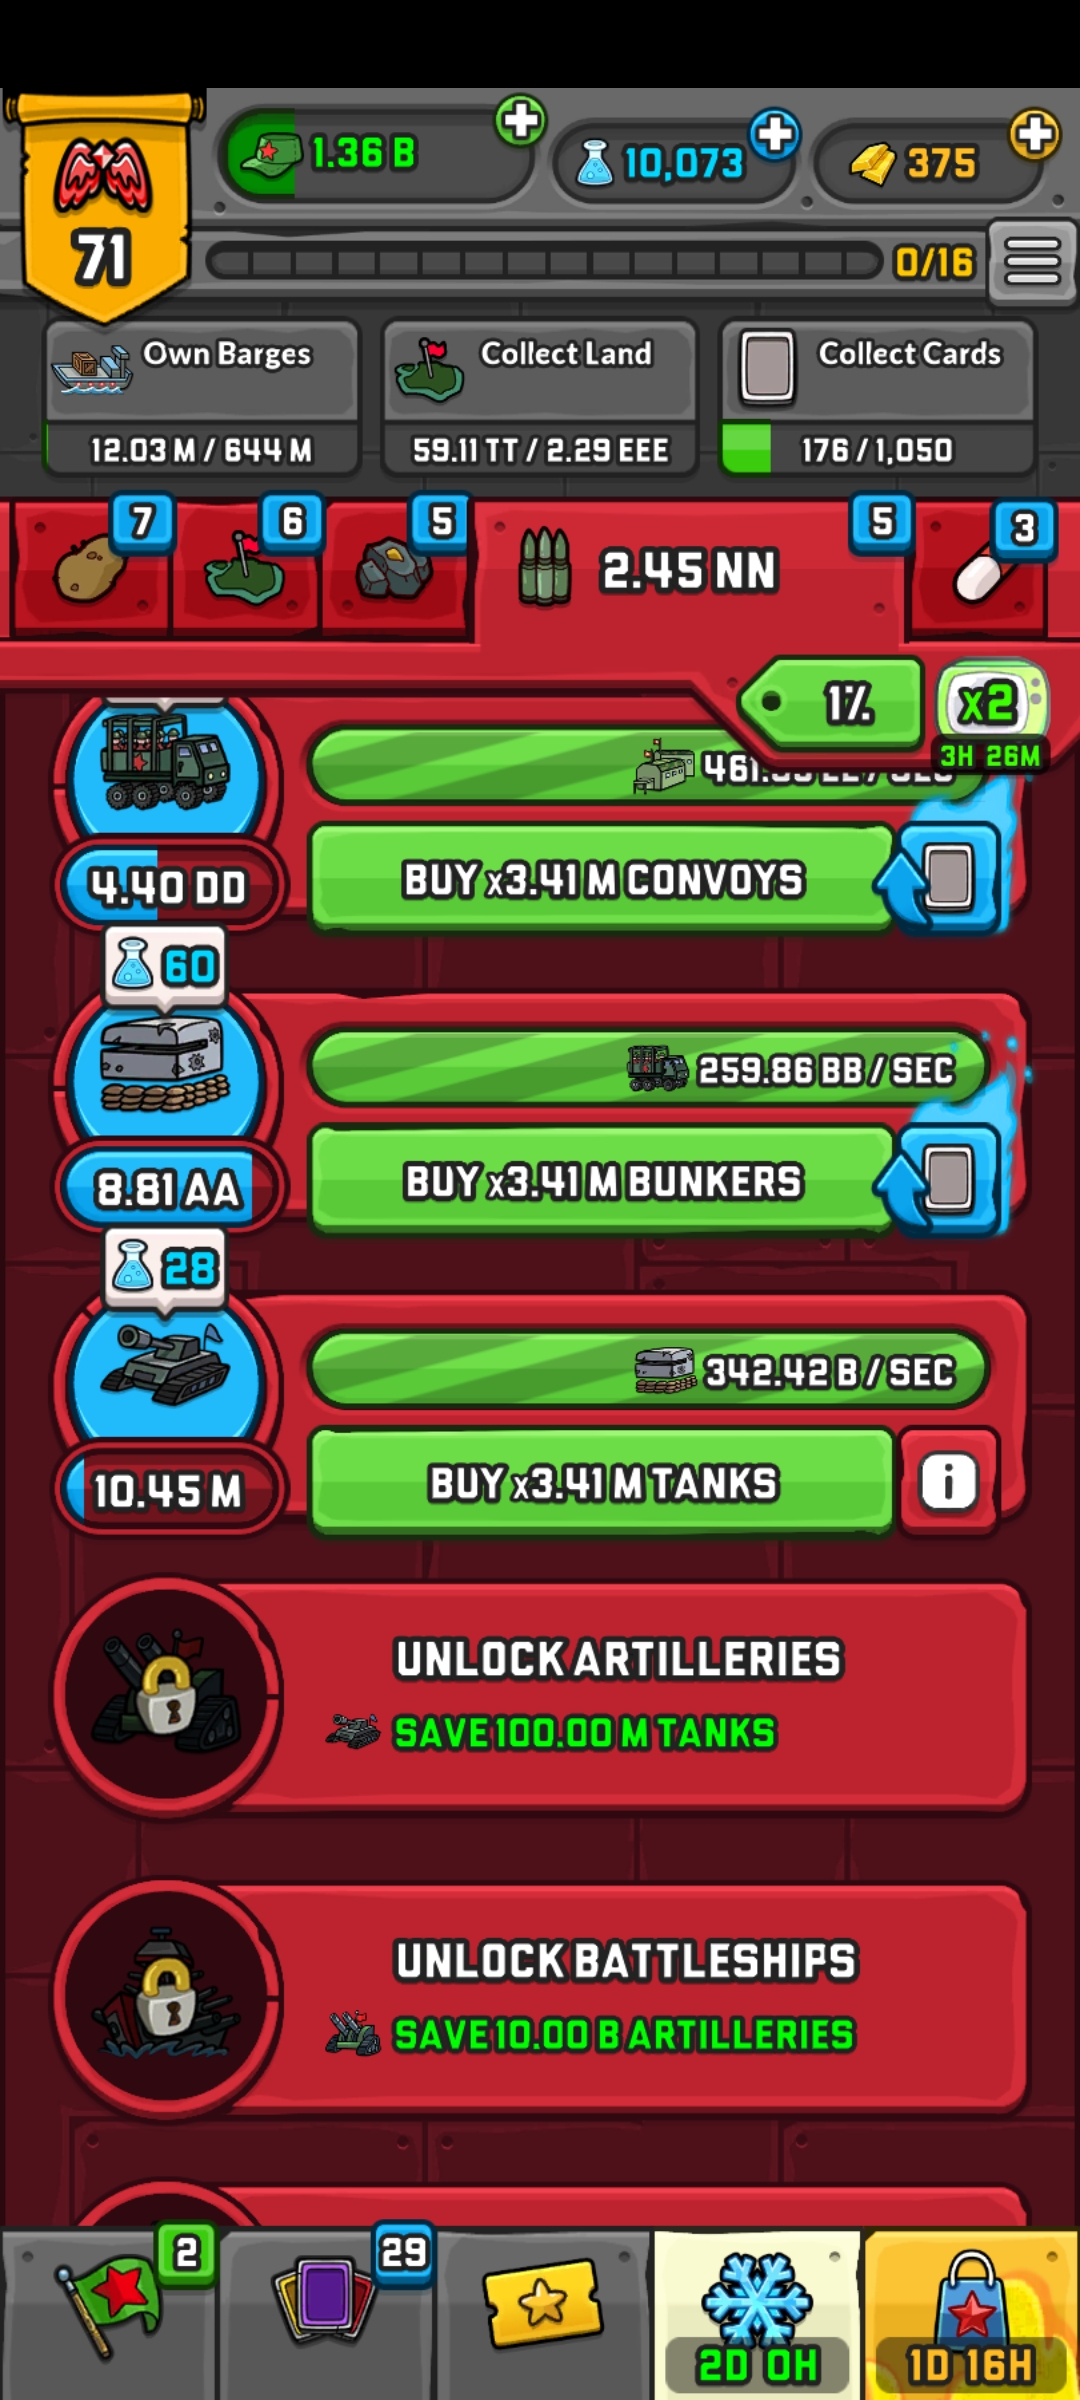 71
1.36 B
10,073
375
0/16
Own Barges
12.03 M / 644 M
Collect Land
59.11 TT / 2.29 EEE
Collect Cards
176 / 1,050
7
6
5
2.45 NN
5
3
1%
x2
3H 26M
BUY x3.41 M CONVOYS
4.40 DD
60
259.86 BB / SEC
BUY x3.41 M BUNKERS
8.81 AA
28
342.42 B / SEC
BUY x3.41 M TANKS
10.45 M
UNLOCK ARTILLERIES
SAVE 100.00 M TANKS
UNLOCK BATTLESHIPS
SAVE 10.00 B ARTILLERIES
2
29
2D 0H
1D 16H